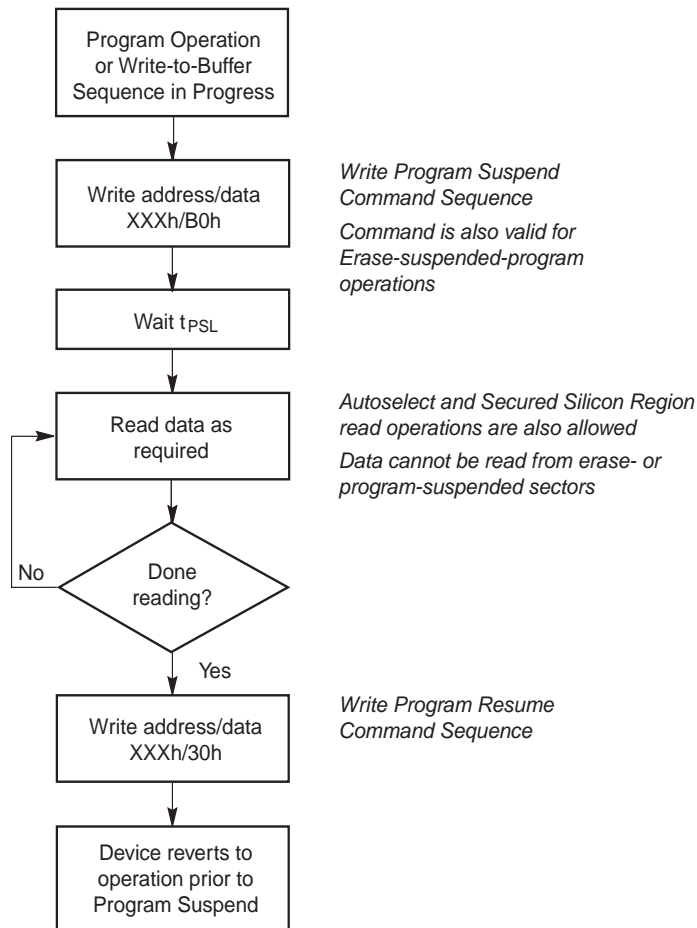 Program Operation
or Write-to-Buffer
Sequence in Progress
Write address/data
XXXh/B0h
Write Program Suspend
Command Sequence
Command is also valid for
Erase-suspended-program
operations
Wait tPSL
Read data as
required
Autoselect and Secured Silicon Region
read operations are also allowed
Data cannot be read from erase- or
program-suspended sectors
No
Done
reading?
Yes
Write address/data
XXXh/30h
Write Program Resume
Command Sequence
Device reverts to
operation prior to
Program Suspend